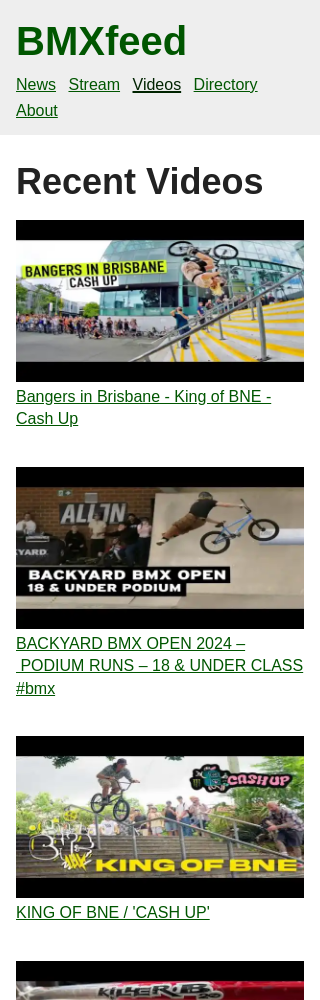 BMXfeed
News Stream Videos Directory
About
Recent Videos
BANGERS IN BRISBANE
CASH UP
Bangers in Brisbane - King of BNE -
Cash Up
ALL IN
YARD
BACKYARD BMX OPEN
18 & UNDER PODIUM
BACKYARD BMX OPEN 2024 –
PODIUM RUNS – 18 & UNDER CLASS
#bmx
CASH UP
KING OF BNE
KING OF BNE / 'CASH UP'